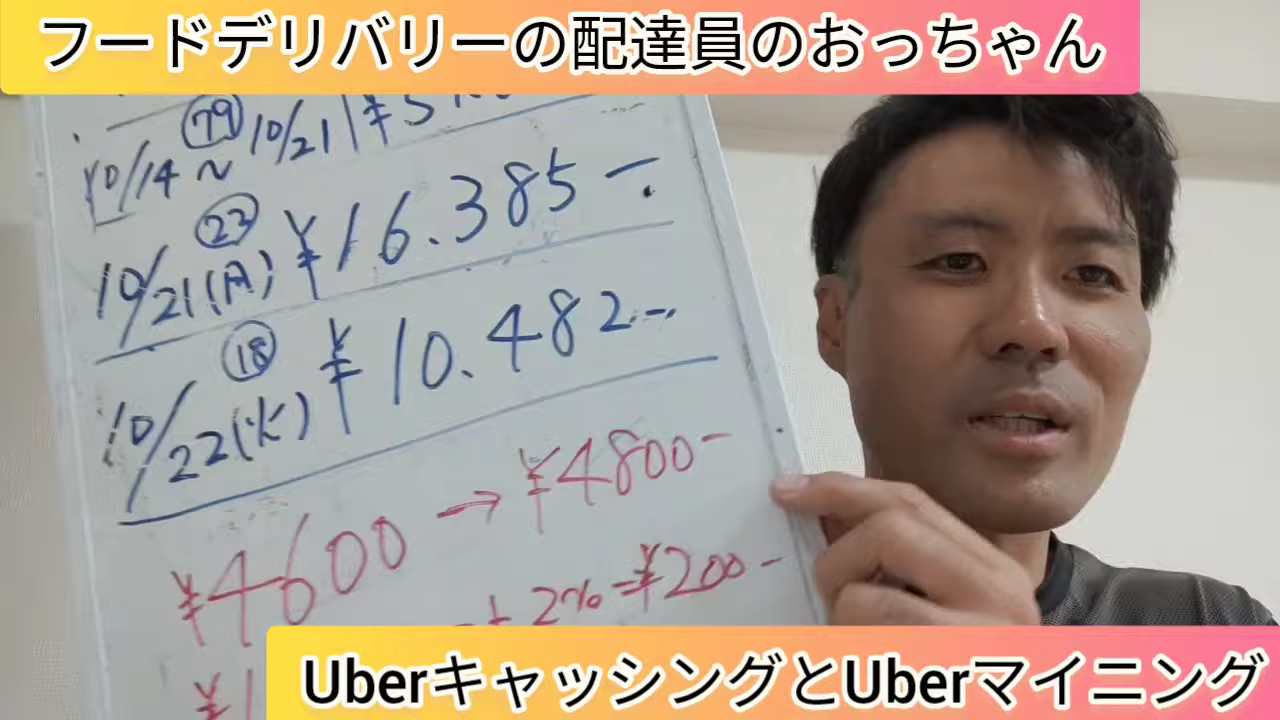 フードデリバリーの配達員のおっちゃん
㊆ 10/21 ¥5
10/14〜
㉓
10/21(月) ¥16.385-
⑱
10/22(火) ¥10.482-
¥4600 → ¥4800-
+2%=¥200-
¥1
UberキャッシングとUberマイニング